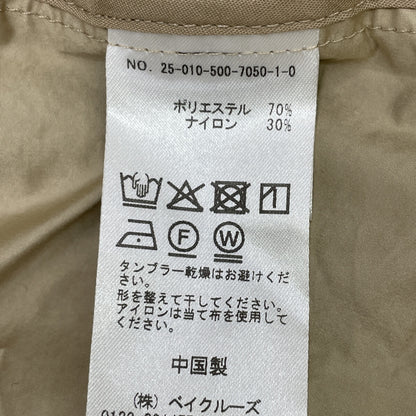 NO. 25-010-500-7050-1-0
ポリエステル 70%
ナイロン 30%
F W
タンブラー乾燥はお避けくだ
さい。
形を整えて干してください。
アイロンは当て布を使用して
ください。
中国製
(株) ベイクルーズ